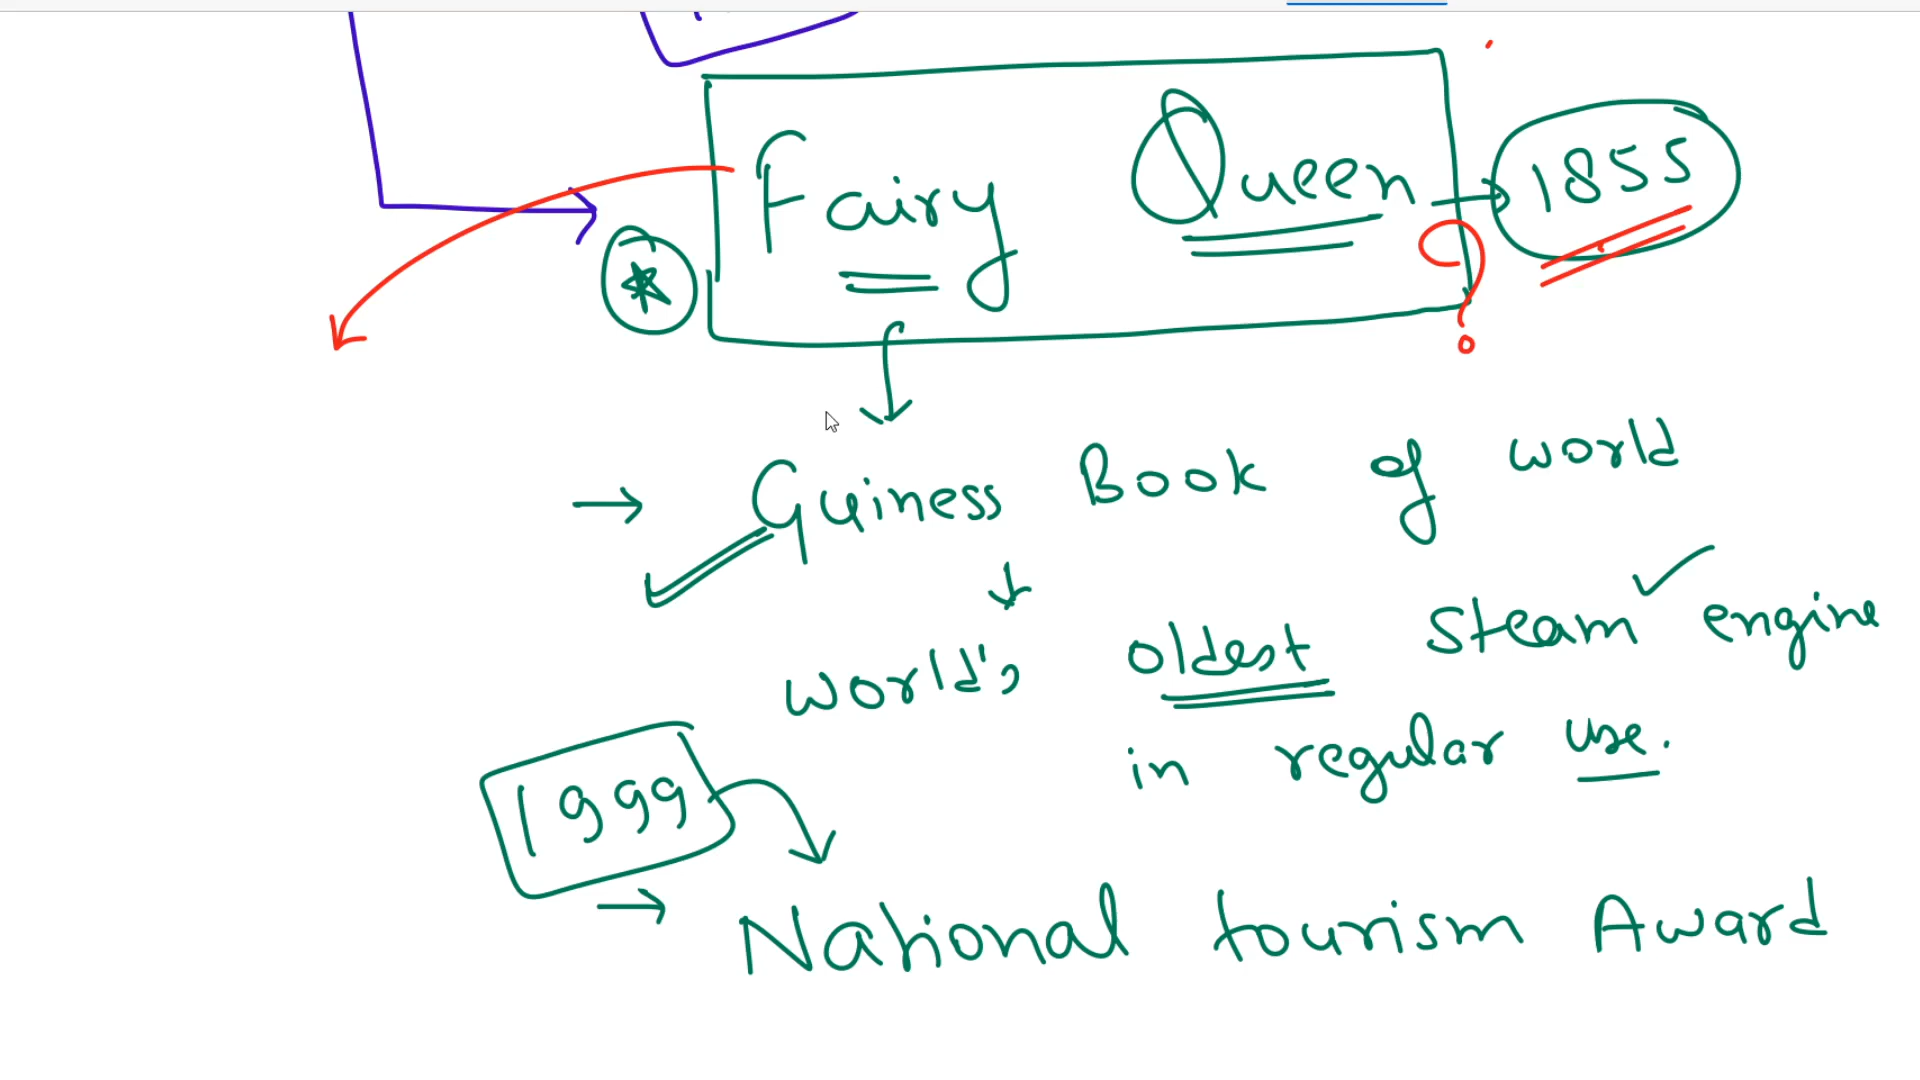 Fairy Queen → 1855
?
→ Guiness Book of world
↓
world's oldest steam engine
in regular use.
1999
→ National tourism Award